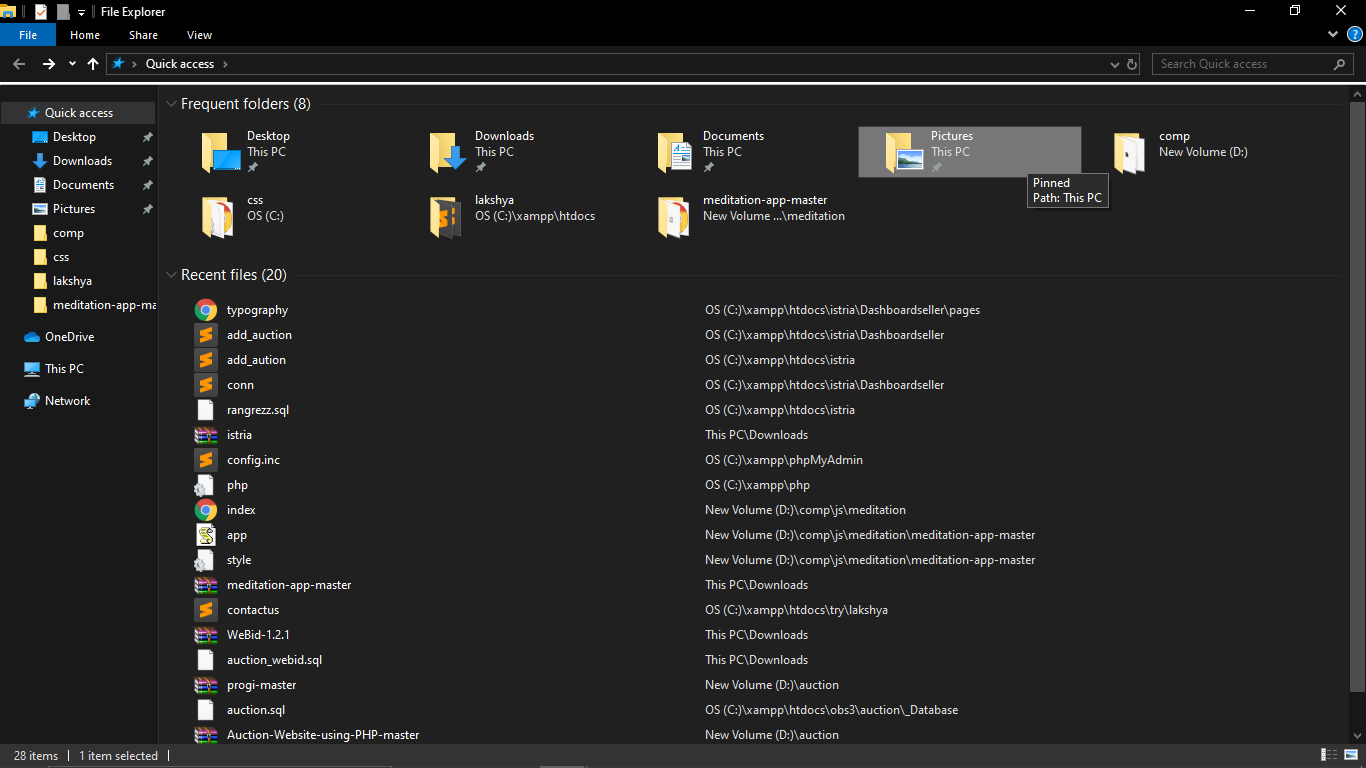 File Explorer
File Home Share View
Quick access
Search Quick access
Quick access
Desktop
Downloads
Documents
Pictures
comp
css
lakshya
meditation-app-ma
OneDrive
This PC
Network
Frequent folders (8)
Desktop
This PC
Downloads
This PC
Documents
This PC
Pictures
This PC
comp
New Volume (D:)
Pinned
Path: This PC
css
OS (C:)
lakshya
OS (C:)\xampp\htdocs
meditation-app-master
New Volume ...\meditation
Recent files (20)
typography OS (C:)\xampp\htdocs\istria\Dashboardseller\pages
add_auction OS (C:)\xampp\htdocs\istria\Dashboardseller
add_aution OS (C:)\xampp\htdocs\istria
conn OS (C:)\xampp\htdocs\istria\Dashboardseller
rangrezz.sql OS (C:)\xampp\htdocs\istria
istria This PC\Downloads
config.inc OS (C:)\xampp\phpMyAdmin
php OS (C:)\xampp\php
index New Volume (D:)\comp\js\meditation
app New Volume (D:)\comp\js\meditation\meditation-app-master
style New Volume (D:)\comp\js\meditation\meditation-app-master
meditation-app-master This PC\Downloads
contactus OS (C:)\xampp\htdocs\try\lakshya
WeBid-1.2.1 This PC\Downloads
auction_webid.sql This PC\Downloads
progi-master New Volume (D:)\auction
auction.sql OS (C:)\xampp\htdocs\obs3\auction\_Database
Auction-Website-using-PHP-master New Volume (D:)\auction
28 items 1 item selected